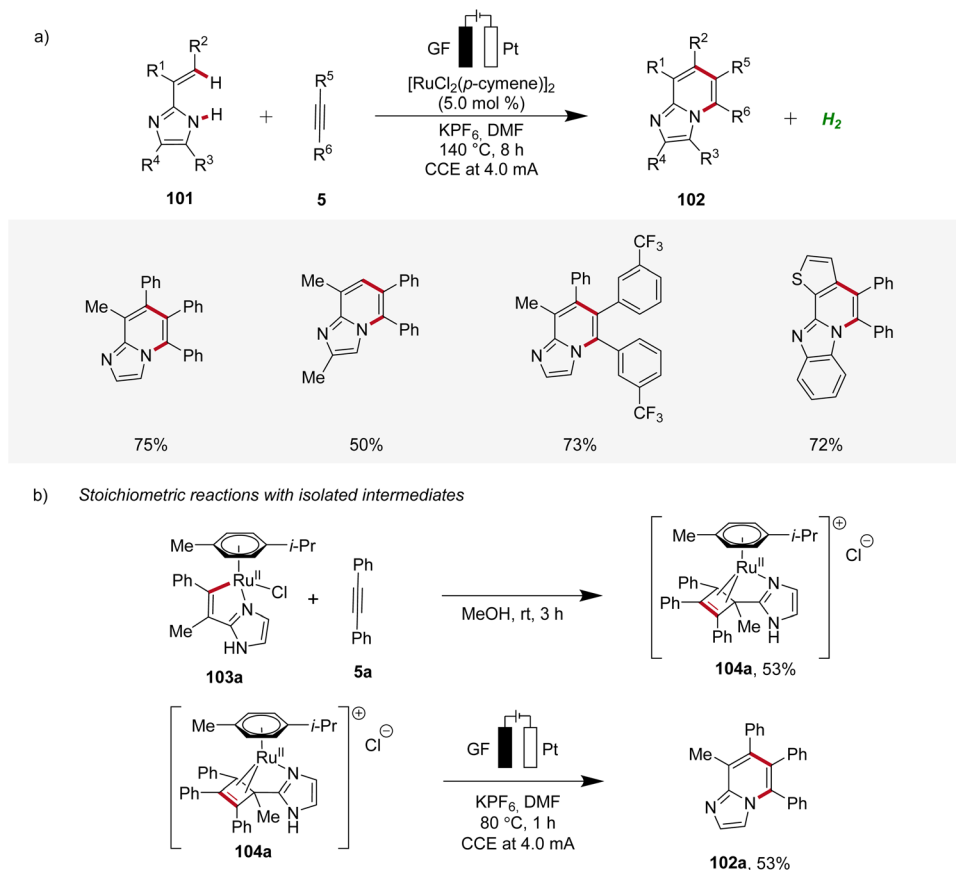 a)
R2
R1
H
N
N
H
R4
R3
101
+
R5
R6
5
GF
Pt
[RuCl2(p-cymene)]2
(5.0 mol %)
KPF6, DMF
140 °C, 8 h
CCE at 4.0 mA
R2
R1
R5
R6
N
N
R4
R3
102
+
H2
Ph
Me
Ph
Ph
N
N
75%
Me
Ph
Ph
N
N
Me
50%
CF3
Ph
Me
N
N
CF3
73%
S
Ph
Ph
N
N
72%
b) Stoichiometric reactions with isolated intermediates
Me
i-Pr
RuII
Cl
Ph
Me
N
HN
103a
+
Ph
Ph
5a
MeOH, rt, 3 h
Me
i-Pr
RuII
Ph
Ph
Ph
Me
N
N
H
+
Cl−
104a, 53%
Me
i-Pr
RuII
Ph
Ph
Ph
Me
N
N
H
+
Cl−
104a
GF
Pt
KPF6, DMF
80 °C, 1 h
CCE at 4.0 mA
Ph
Me
Ph
Ph
N
N
102a, 53%